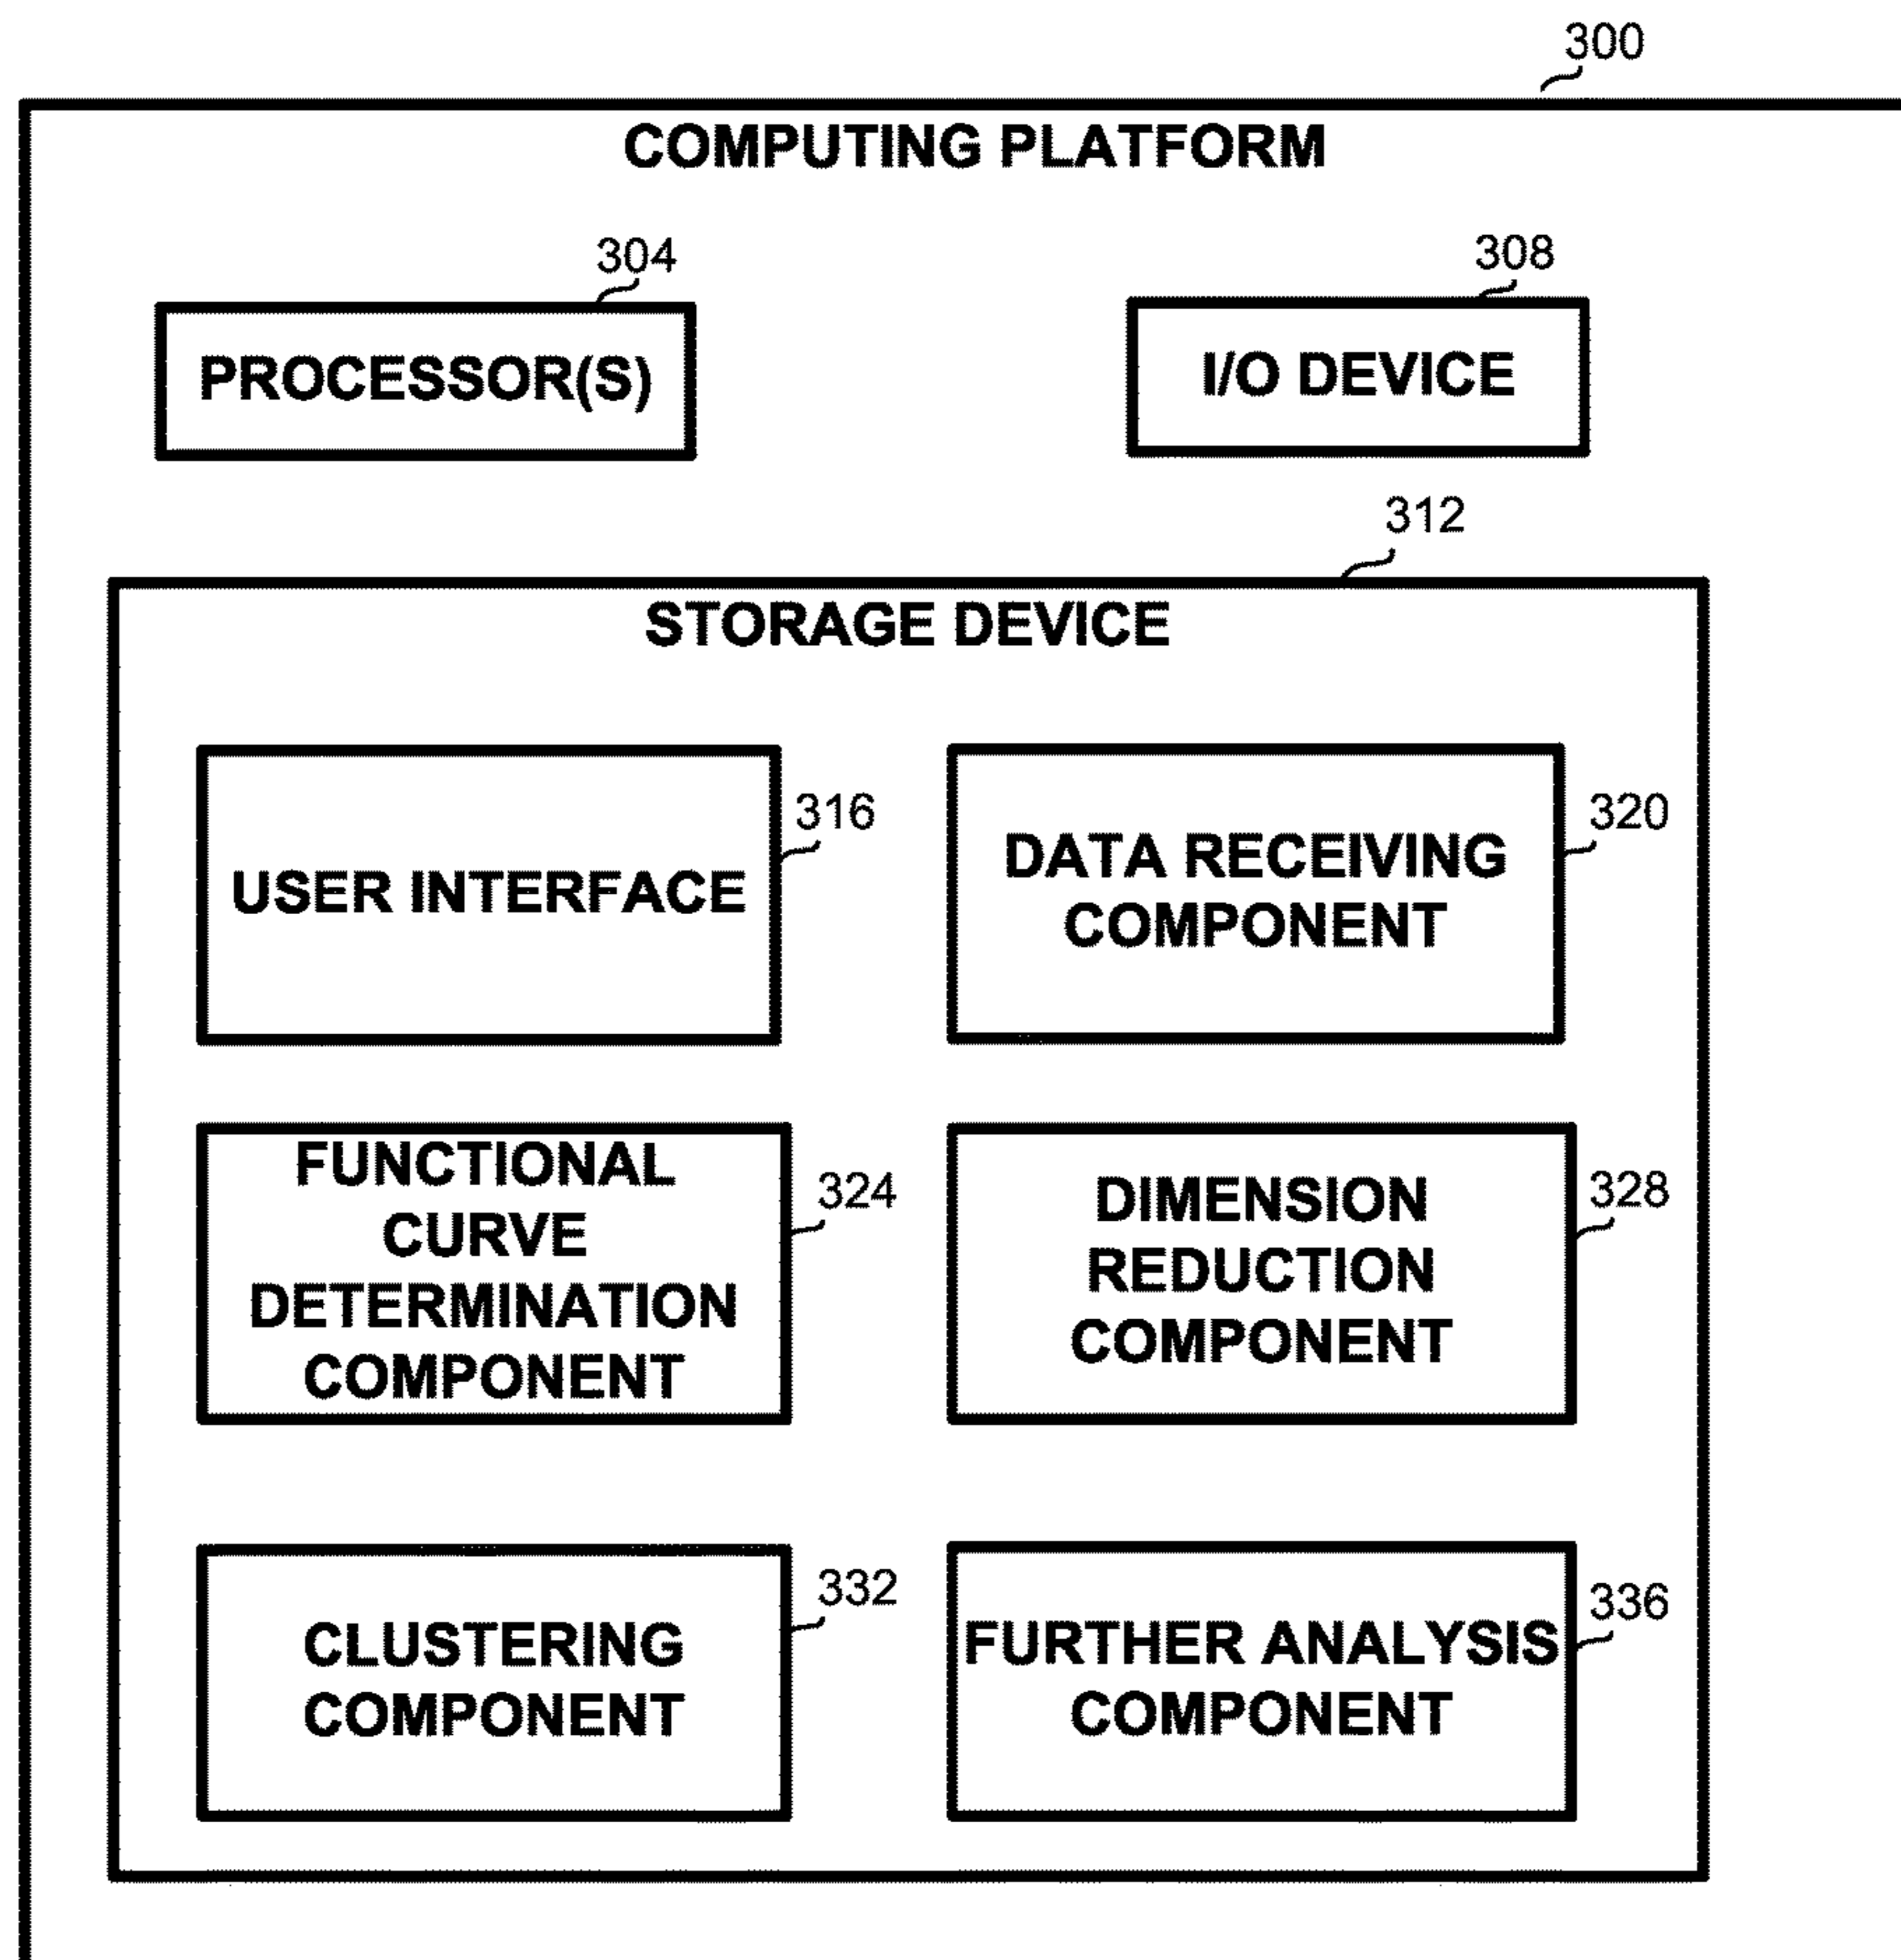 300
COMPUTING PLATFORM
304
308
PROCESSOR(S)
I/O DEVICE
312
STORAGE DEVICE
316
320
USER INTERFACE
DATA RECEIVING
COMPONENT
324
328
FUNCTIONAL
CURVE
DETERMINATION
COMPONENT
DIMENSION
REDUCTION
COMPONENT
332
336
CLUSTERING
COMPONENT
FURTHER ANALYSIS
COMPONENT